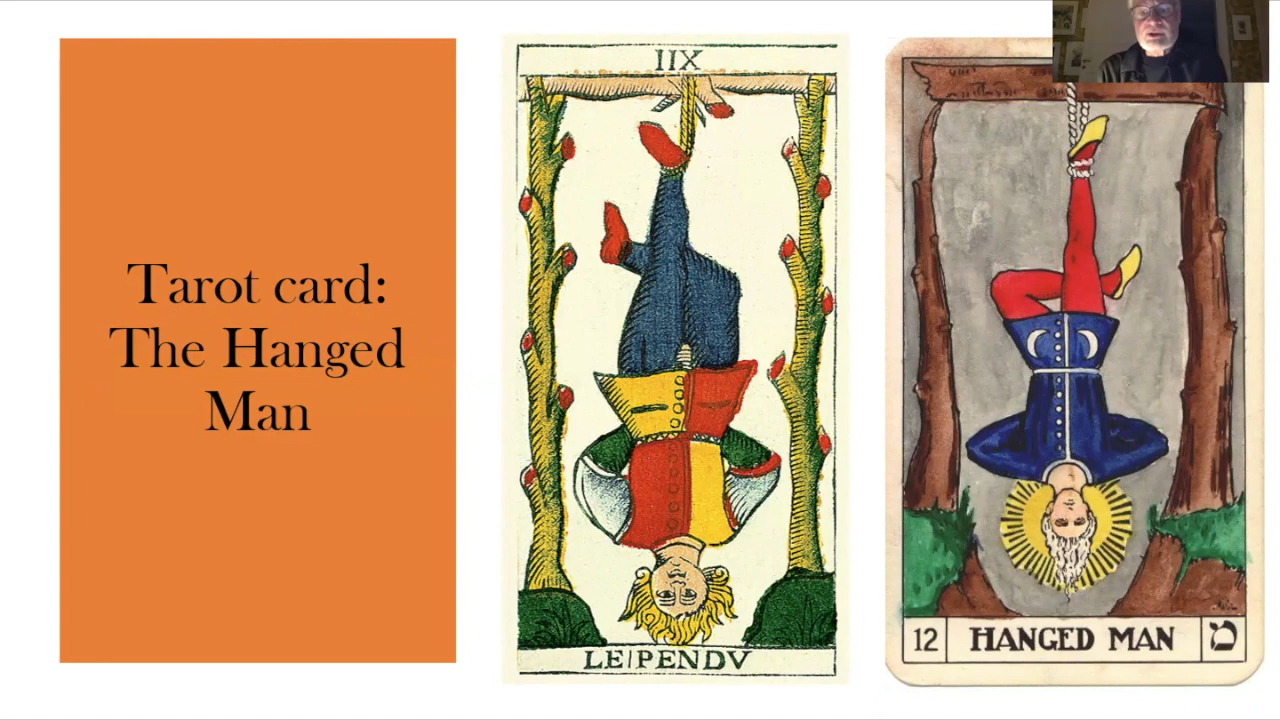 Tarot card:
The Hanged
Man
IIX
LE|PENDV
12 HANGED MAN מ